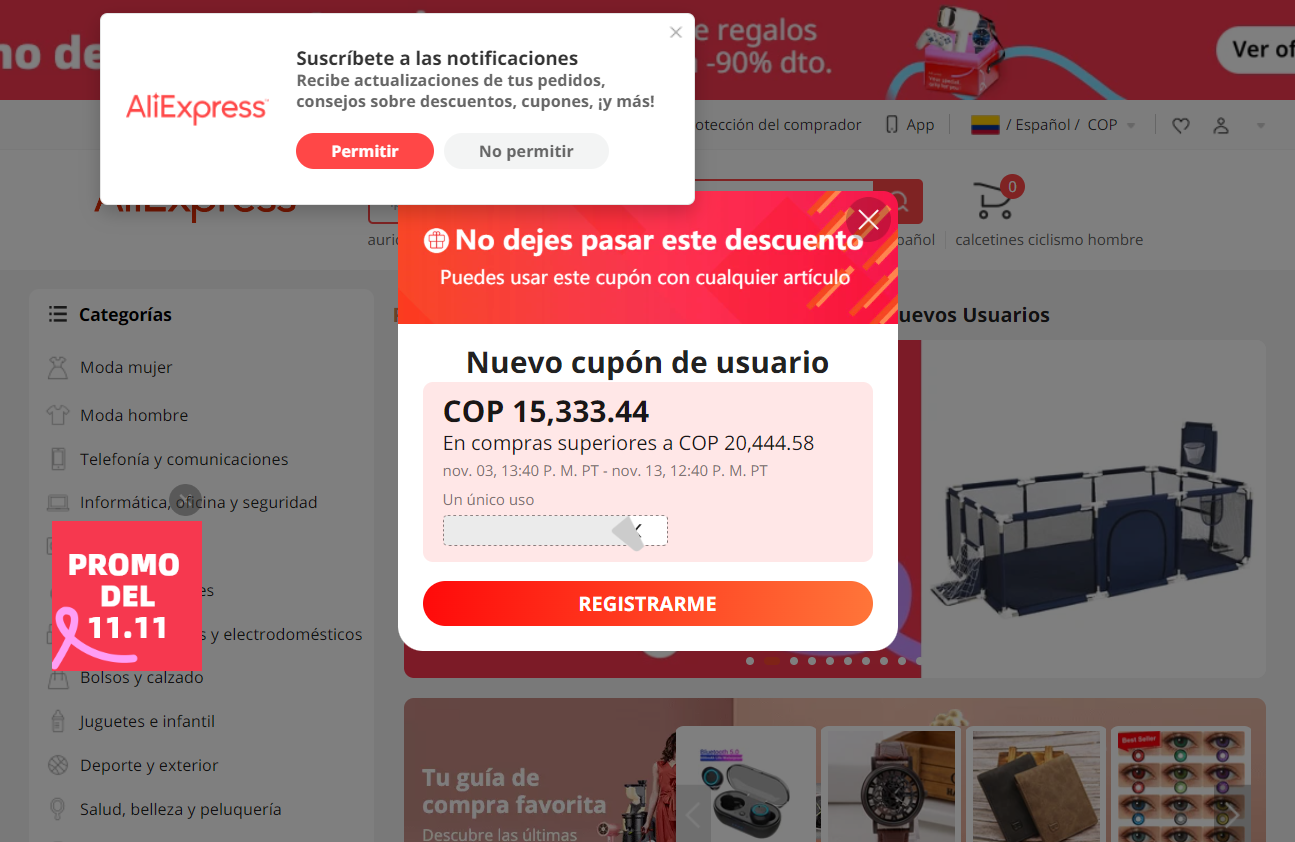 mo de
e regalos
-90% dto.
Ver of
Suscríbete a las notificaciones
Recibe actualizaciones de tus pedidos,
consejos sobre descuentos, cupones, ¡y más!
AliExpress
Permitir
No permitir
otección del comprador
App
/ Español / COP
AliExpress
0
auric
pañol
calcetines ciclismo hombre
No dejes pasar este descuento
Puedes usar este cupón con cualquier artículo
Categorías
uevos Usuarios
Moda mujer
Moda hombre
Telefonía y comunicaciones
Informática, oficina y seguridad
es
s y electrodomésticos
Bolsos y calzado
Juguetes e infantil
Deporte y exterior
Salud, belleza y peluquería
PROMO
DEL
11.11
Nuevo cupón de usuario
COP 15,333.44
En compras superiores a COP 20,444.58
nov. 03, 13:40 P. M. PT - nov. 13, 12:40 P. M. PT
Un único uso
REGISTRARME
Tu guía de
compra favorita
Descubre las últimas
Bluetooth 5.0
Best Seller